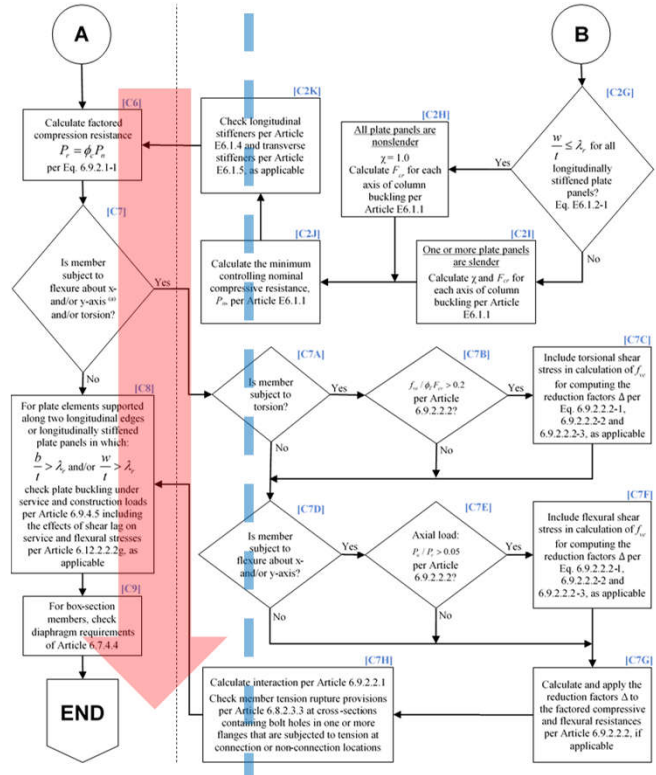 A
B
[C6]
Calculate factored
compression resistance
P_r = ϕ_c P_n
per Eq. 6.9.2.1-1
[C2K]
Check longitudinal
stiffeners per Article
E6.1.4 and transverse
stiffeners per Article
E6.1.5, as applicable
[C2H]
All plate panels are
nonslender
χ = 1.0
Calculate F_cr for each
axis of column
buckling per
Article E6.1.1
[C2G]
w/t ≤ λ_r for all
longitudinally
stiffened plate
panels?
Eq. E6.1.2-1
Yes
No
[C2J]
Calculate the minimum
controlling nominal
compressive resistance,
P_n, per Article E6.1.1
[C2I]
One or more plate panels
are slender
Calculate χ and F_cr for
each axis of column
buckling per Article
E6.1.1
[C7]
Is member
subject to
flexure about x-
and/or y-axis (a)
and/or torsion?
Yes
No
[C7A]
Is member
subject to
torsion?
Yes
No
[C7B]
f_ve / ϕ_T F_cv > 0.2
per Article
6.9.2.2.2?
Yes
No
[C7C]
Include torsional shear
stress in calculation of f_ve
for computing the
reduction factors Δ per
Eq. 6.9.2.2.2-1,
6.9.2.2.2-2 and
6.9.2.2.2-3, as applicable
[C8]
For plate elements supported
along two longitudinal edges
or longitudinally stiffened
plate panels in which:
b/t > λ_r and/or w/t > λ_r
check plate buckling under
service and construction loads
per Article 6.9.4.5 including
the effects of shear lag on
service and flexural stresses
per Article 6.12.2.2.2g, as
applicable
[C7D]
Is member
subject to
flexure about x-
and/or y-axis?
Yes
No
[C7E]
Axial load:
P_u / P_r > 0.05
per Article
6.9.2.2.2?
Yes
No
[C7F]
Include flexural shear
stress in calculation of f_ve
for computing the
reduction factors Δ per
Eq. 6.9.2.2.2-1,
6.9.2.2.2-2 and
6.9.2.2.2-3, as applicable
[C9]
For box-section
members, check
diaphragm requirements
of Article 6.7.4.4
END
[C7H]
Calculate interaction per Article 6.9.2.2.1
Check member tension rupture provisions
per Article 6.8.2.3.3 at cross-sections
containing bolt holes in one or more
flanges that are subjected to tension at
connection or non-connection locations
[C7G]
Calculate and apply the
reduction factors Δ to
the factored compressive
and flexural resistances
per Article 6.9.2.2.2, if
applicable